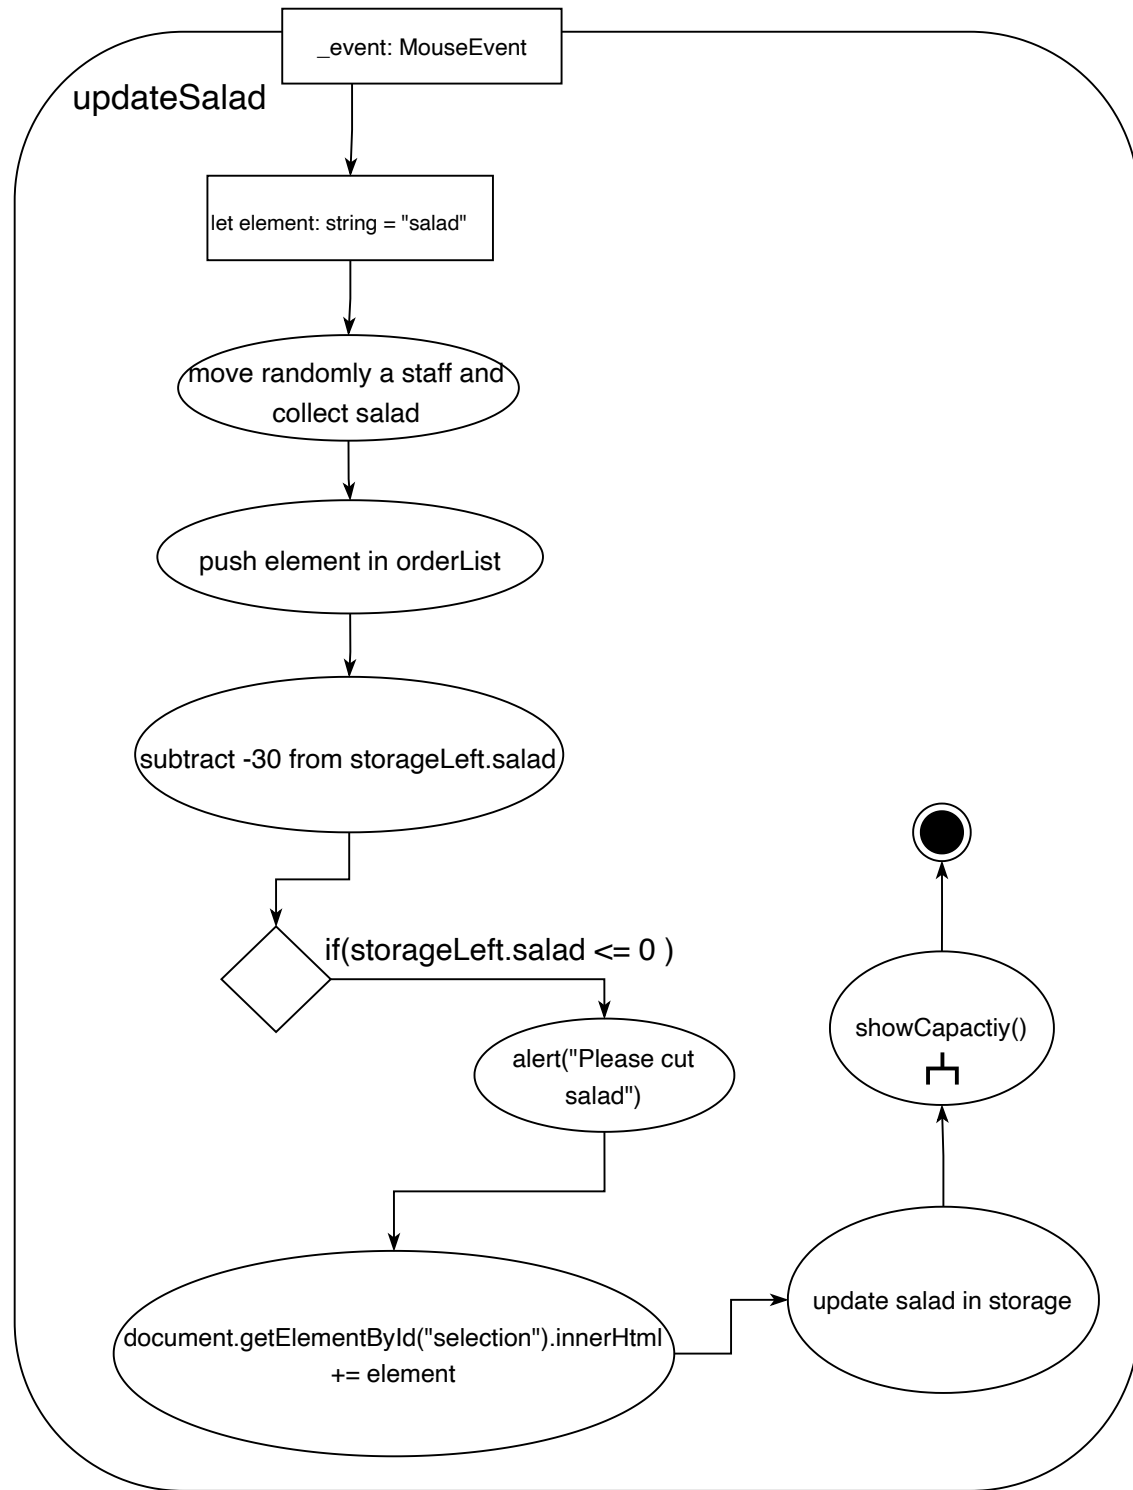 _event: MouseEvent
updateSalad
let element: string = "salad"
move randomly a staff and
collect salad
push element in orderList
subtract -30 from storageLeft.salad
if(storageLeft.salad <= 0 )
alert("Please cut
salad")
showCapactiy()
document.getElementById("selection").innerHtml
+= element
update salad in storage